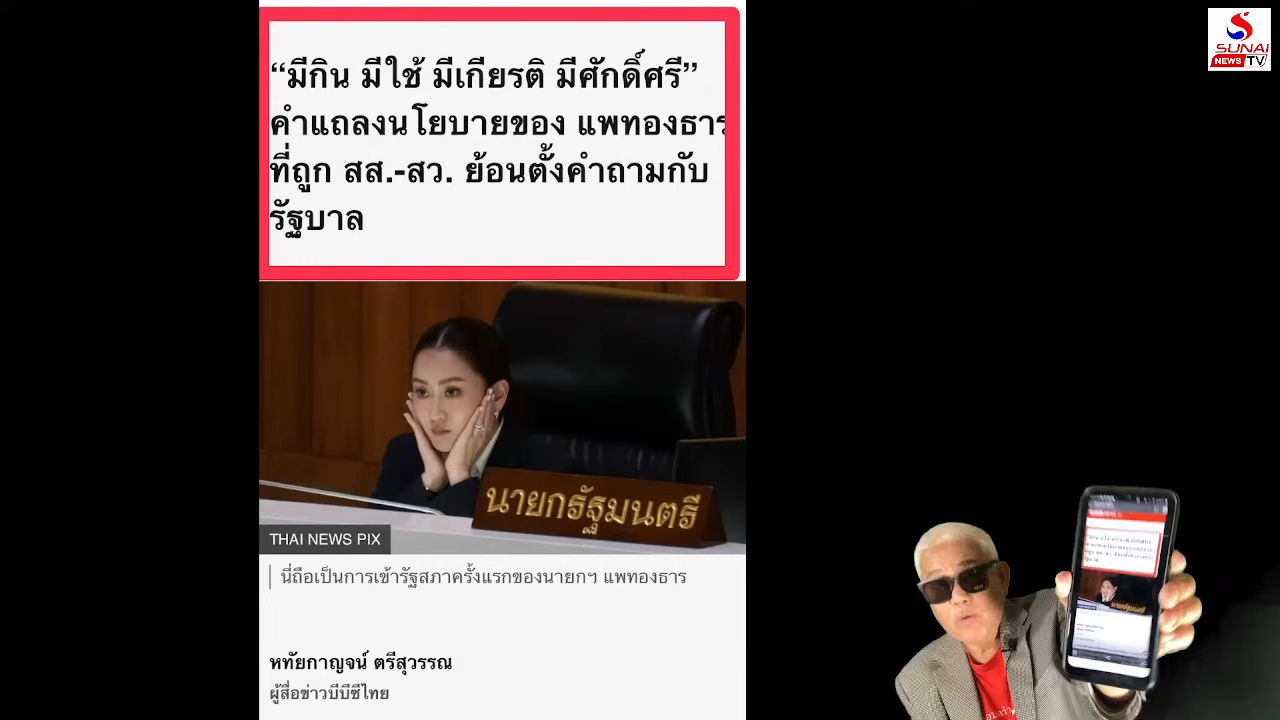 SUNAI
NEWS TV
“มีกิน มีใช้ มีเกียรติ มีศักดิ์ศรี”
คำแถลงนโยบายของ แพทองธาร
ที่ถูก สส.-สว. ย้อนตั้งคำถามกับ
รัฐบาล
นายกรัฐมนตรี
THAI NEWS PIX
นี่ถือเป็นการเข้ารัฐสภาครั้งแรกของนายกฯ แพทองธาร
หทัยกาญจน์ ตรีสุวรรณ
ผู้สื่อข่าวบีบีซีไทย